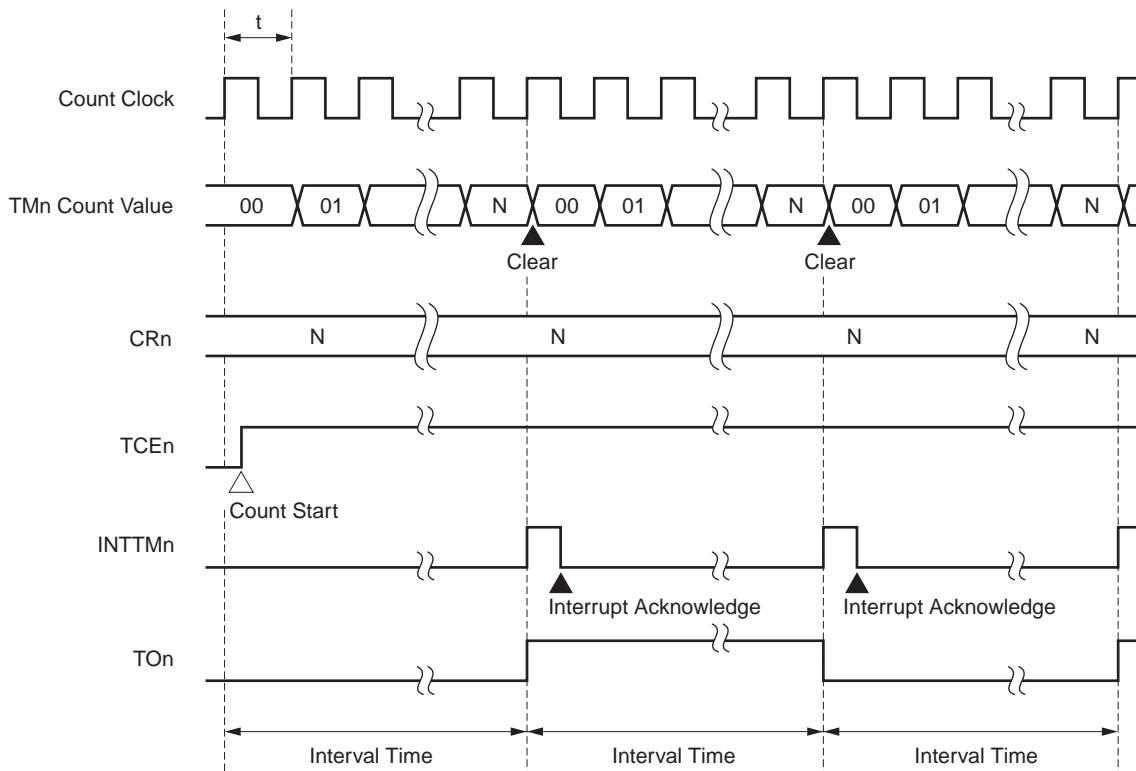 t
Count Clock
TMn Count Value 00 01 N 00 01 N 00 01 N
Clear Clear
CRn N N N N
TCEn
Count Start
INTTMn
Interrupt Acknowledge Interrupt Acknowledge
TOn
Interval Time Interval Time Interval Time